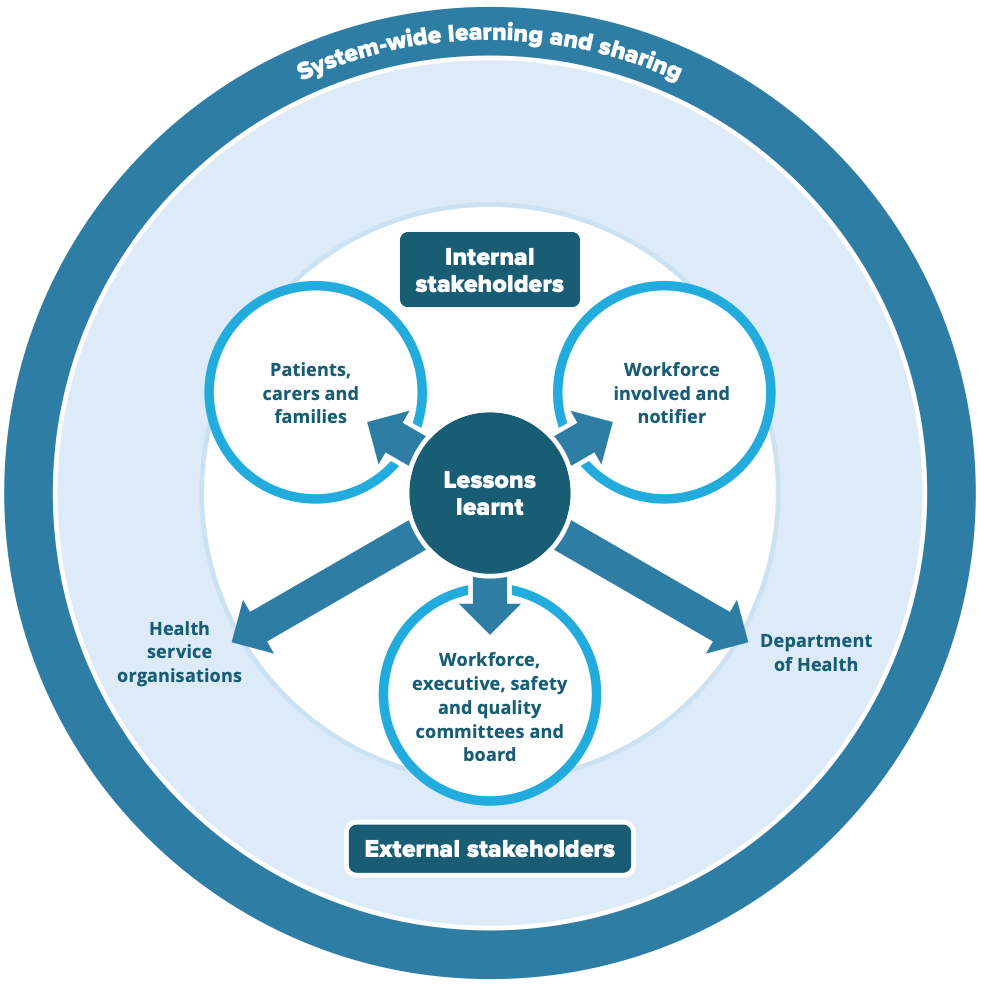 System-wide learning and sharing
Internal
stakeholders
Patients,
carers and
families
Workforce
involved and
notifier
Lessons
learnt
Health
service
organisations
Department
of Health
Workforce,
executive, safety
and quality
committees and
board
External stakeholders